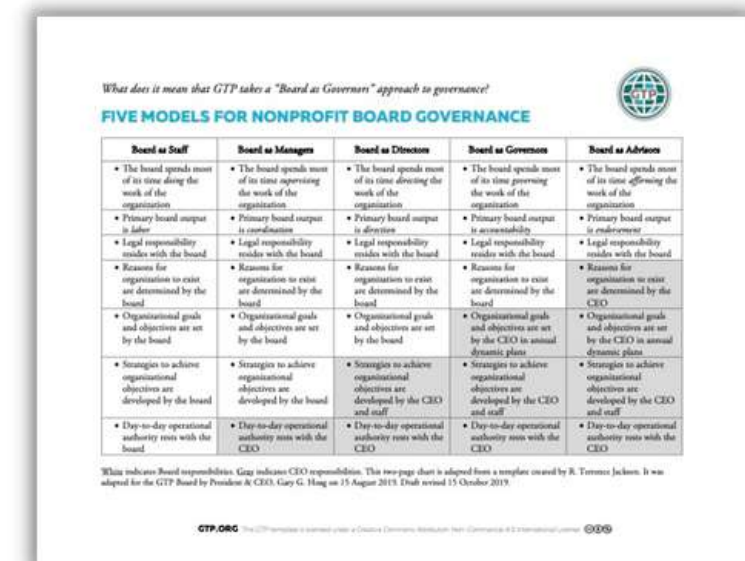 What does it mean that GTP takes a "Board as Governors" approach to governance?
GTP
FIVE MODELS FOR NONPROFIT BOARD GOVERNANCE
Board as Staff
Board as Managers
Board as Directors
Board as Governors
Board as Advisors
• The board spends most
of its time doing the
work of the
organization
• The board spends most
of its time supervising
the work of the
organization
• The board spends most
of its time directing the
work of the
organization
• The board spends most
of its time governing
the work of the
organization
• The board spends most
of its time affirming the
work of the
organization
• Primary board output
is labor
• Primary board output
is coordination
• Primary board output
is direction
• Primary board output
is accountability
• Primary board output
is endorsement
• Legal responsibility
resides with the board
• Legal responsibility
resides with the board
• Legal responsibility
resides with the board
• Legal responsibility
resides with the board
• Legal responsibility
resides with the board
• Reasons for
organization to exist
are determined by the
board
• Reasons for
organization to exist
are determined by the
board
• Reasons for
organization to exist
are determined by the
board
• Reasons for
organization to exist
are determined by the
board
• Reasons for
organization to exist
are determined by the
CEO
• Organizational goals
and objectives are set
by the board
• Organizational goals
and objectives are set
by the board
• Organizational goals
and objectives are set
by the board
• Organizational goals
and objectives are set
by the CEO in annual
dynamic plans
• Organizational goals
and objectives are set
by the CEO in annual
dynamic plans
• Strategies to achieve
organizational
objectives are
developed by the board
• Strategies to achieve
organizational
objectives are
developed by the board
• Strategies to achieve
organizational
objectives are
developed by the CEO
and staff
• Strategies to achieve
organizational
objectives are
developed by the CEO
and staff
• Strategies to achieve
organizational
objectives are
developed by the CEO
and staff
• Day-to-day operational
authority rests with the
board
• Day-to-day operational
authority rests with the
CEO
• Day-to-day operational
authority rests with the
CEO
• Day-to-day operational
authority rests with the
CEO
• Day-to-day operational
authority rests with the
CEO
White indicates Board responsibilities. Gray indicates CEO responsibilities. This two-page chart is adapted from a template created by R. Terrence Jackson. It was
adapted for the GTP Board by President & CEO, Gary G. Hoag on 15 August 2019. Draft revised 15 October 2019.
GTP.ORG The GTP template is licensed under a Creative Commons Attribution Non-Commercial 4.0 International License